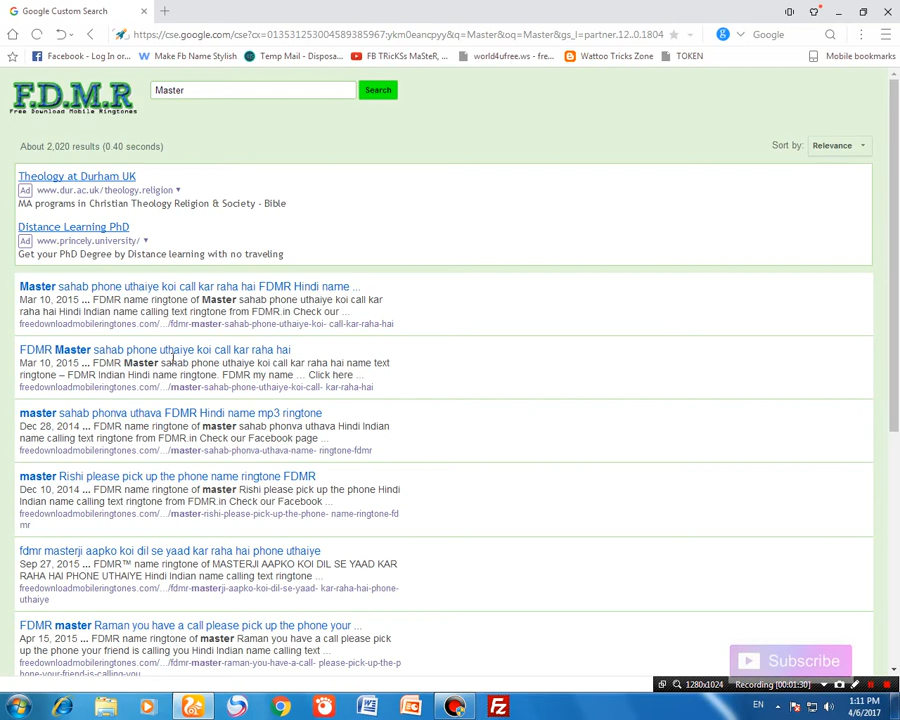 Google Custom Search
https://cse.google.com/cse?cx=013531253004589385967:ykm0eancpyy&q=Master&oq=Master&gs_l=partner.12..0.1804
Google
Facebook - Log In or...
Make Fb Name Stylish
Temp Mail - Disposa...
FB TRicKSs MaSteR, ...
world4ufree.ws - fre...
Wattoo Tricks Zone
TOKEN
Mobile bookmarks
F.D.M.R
Free Download Mobile Ringtones
Master
Search
About 2,020 results (0.40 seconds)
Sort by:
Relevance
Theology at Durham UK
Ad www.dur.ac.uk/theology.religion
MA programs in Christian Theology Religion & Society - Bible
Distance Learning PhD
Ad www.princely.university/
Get your PhD Degree by Distance learning with no traveling
Master sahab phone uthaiye koi call kar raha hai FDMR Hindi name ...
Mar 10, 2015 ... FDMR name ringtone of Master sahab phone uthaiye koi call kar
raha hai Hindi Indian name calling text ringtone from FDMR.in Check our ...
freedownloadmobileringtones.com/.../fdmr-master-sahab-phone-uthaiye-koi- call-kar-raha-hai
FDMR Master sahab phone uthaiye koi call kar raha hai
Mar 10, 2015 ... FDMR Master sahab phone uthaiye koi call kar raha hai name text
ringtone – FDMR Indian Hindi name ringtone. FDMR my name ... Click here ...
freedownloadmobileringtones.com/.../master-sahab-phone-uthaiye-koi-call- kar-raha-hai
master sahab phonva uthava FDMR Hindi name mp3 ringtone
Dec 28, 2014 ... FDMR name ringtone of master sahab phonva uthava Hindi Indian
name calling text ringtone from FDMR.in Check our Facebook page ...
freedownloadmobileringtones.com/.../master-sahab-phonva-uthava-name- ringtone-fdmr
master Rishi please pick up the phone name ringtone FDMR
Dec 10, 2014 ... FDMR name ringtone of master Rishi please pick up the phone Hindi
Indian name calling text ringtone from FDMR.in Check our Facebook ...
freedownloadmobileringtones.com/.../master-rishi-please-pick-up-the-phone- name-ringtone-fd
mr
fdmr masterji aapko koi dil se yaad kar raha hai phone uthaiye
Sep 27, 2015 ... FDMR™ name ringtone of MASTERJI AAPKO KOI DIL SE YAAD KAR
RAHA HAI PHONE UTHAIYE Hindi Indian name calling text ringtone ...
freedownloadmobileringtones.com/.../fdmr-masterji-aapko-koi-dil-se-yaad- kar-raha-hai-phone-
uthaiye
FDMR master Raman you have a call please pick up the phone your ...
Apr 15, 2015 ... FDMR name ringtone of master Raman you have a call please pick
up the phone your friend is calling you Hindi Indian name calling text ...
freedownloadmobileringtones.com/.../fdmr-master-raman-you-have-a-call- please-pick-up-the-p
hone-your-friend-is-calling-you
Subscribe
1280x1024
Recording [00:01:30]
EN
1:11 PM
4/6/2017